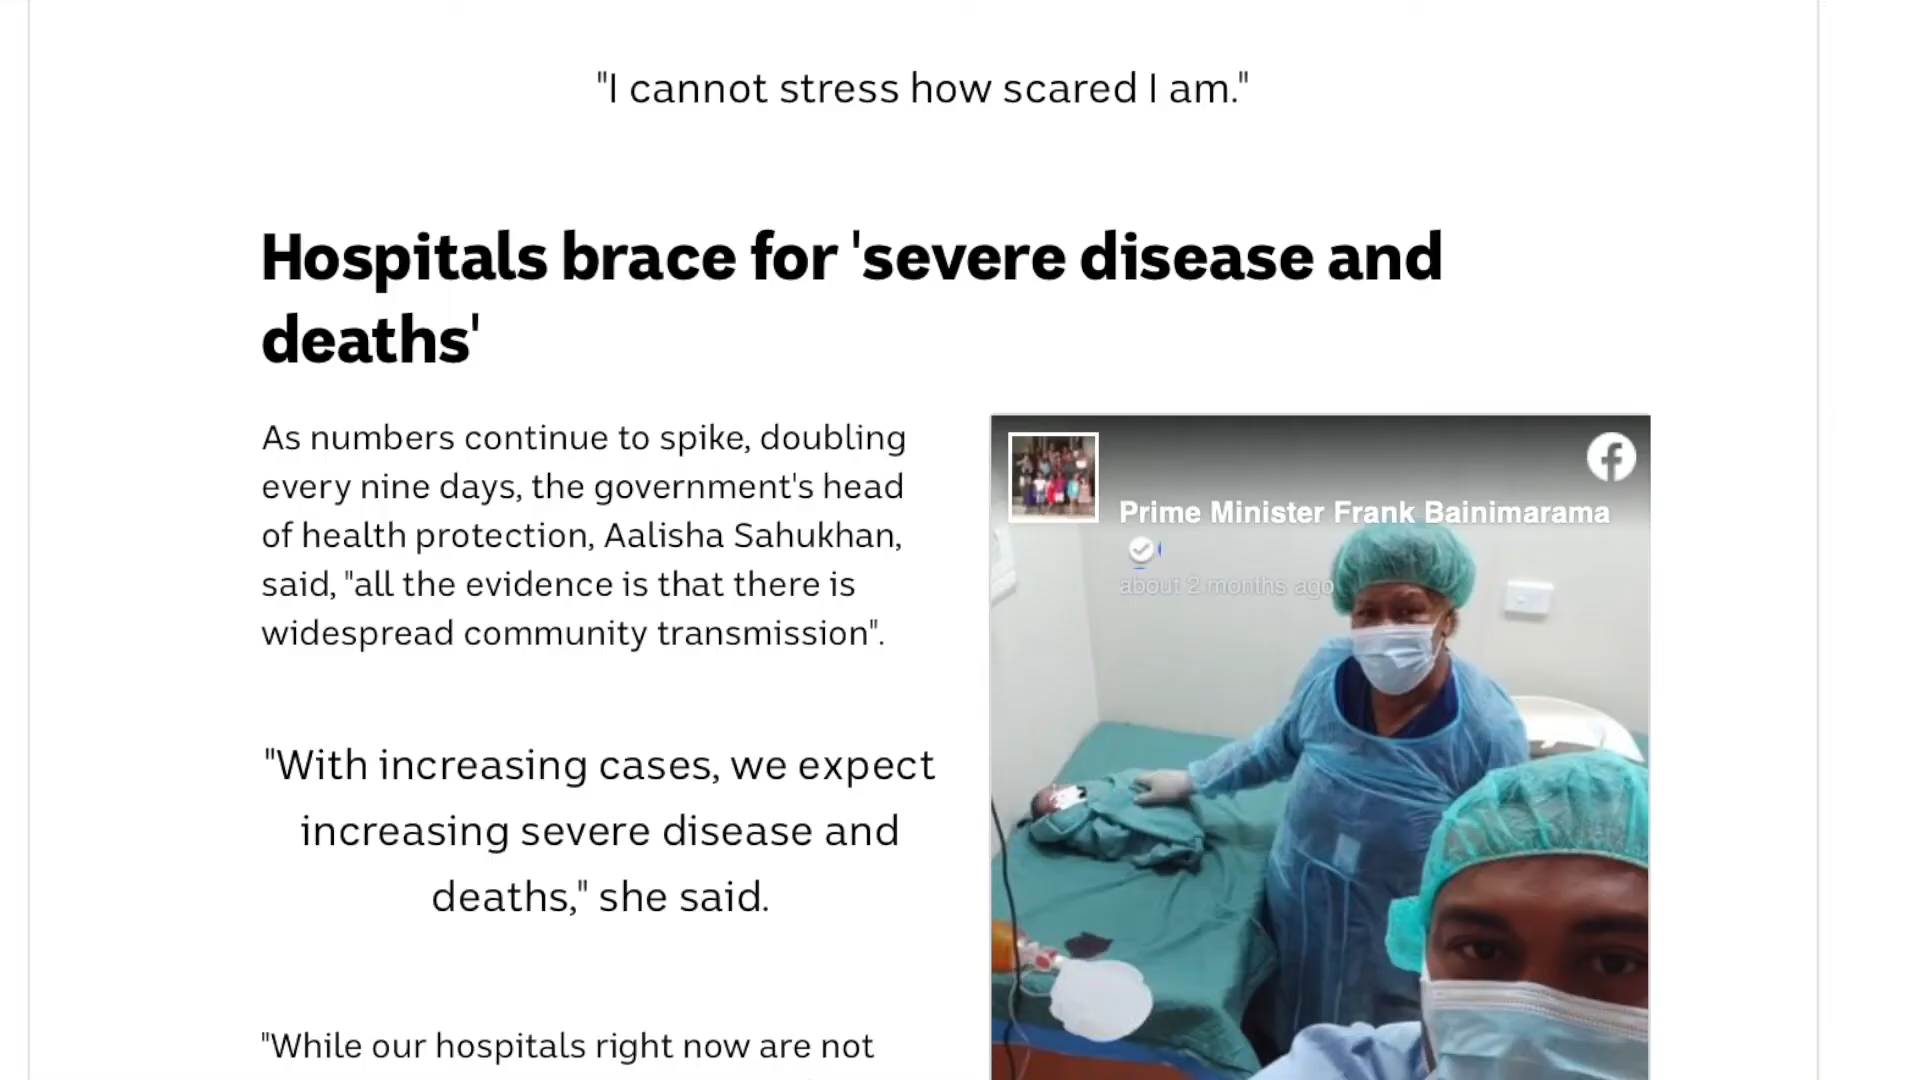 "I cannot stress how scared I am."
Hospitals brace for 'severe disease and
deaths'
As numbers continue to spike, doubling
every nine days, the government's head
of health protection, Aalisha Sahukhan,
said, "all the evidence is that there is
widespread community transmission".
"With increasing cases, we expect
increasing severe disease and
deaths," she said.
"While our hospitals right now are not
Prime Minister Frank Bainimarama
about 2 months ago